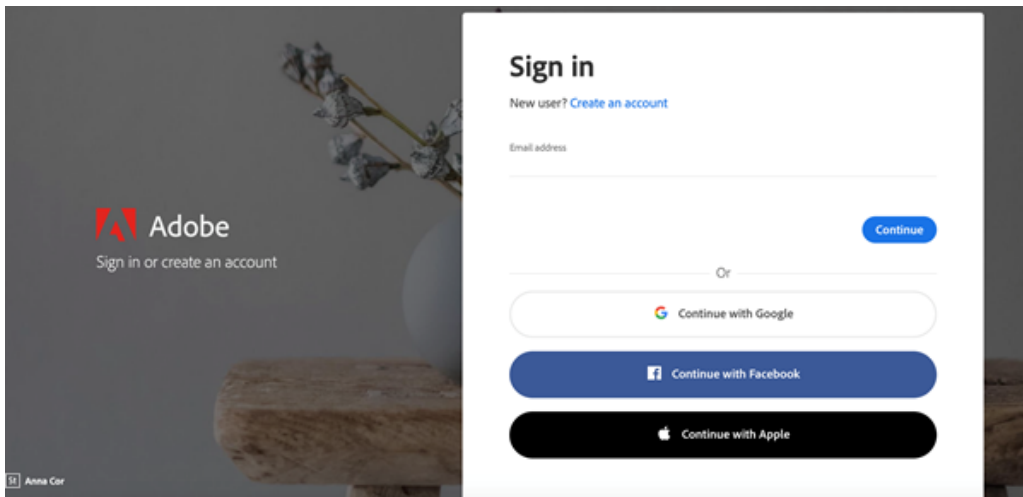 Adobe
Sign in or create an account
St Anna Cor
Sign in
New user? Create an account
Email address
Continue
Or
Continue with Google
Continue with Facebook
Continue with Apple